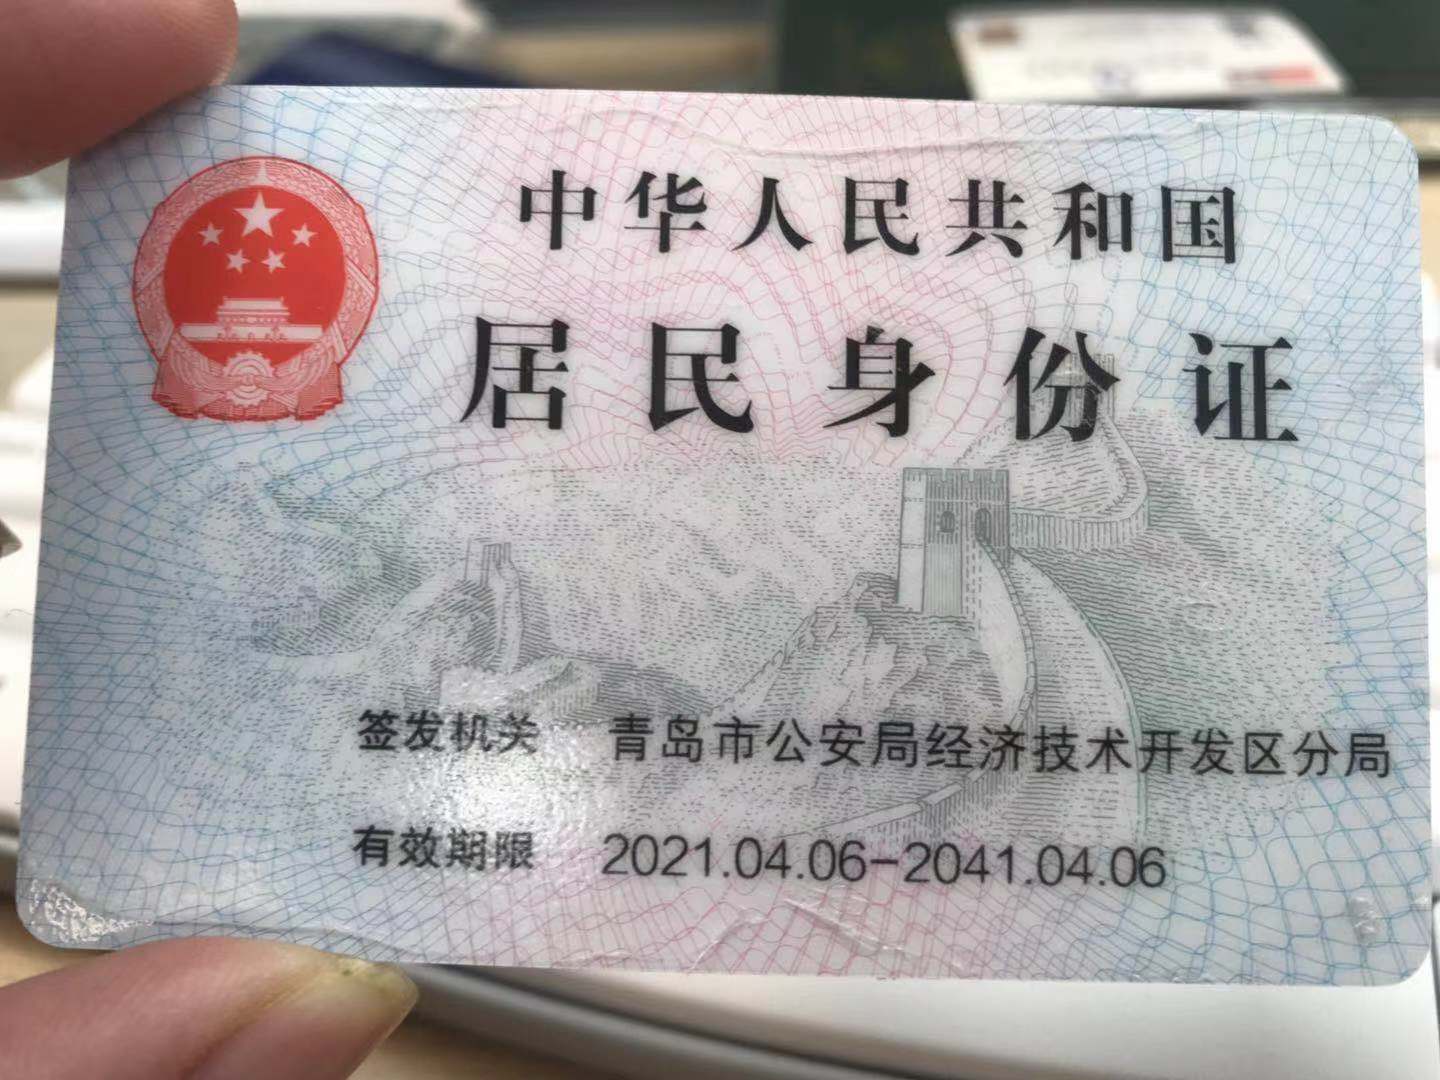 中华人民共和国
居民身份证
签发机关 青岛市公安局经济技术开发区分局
有效期限 2021.04.06-2041.04.06